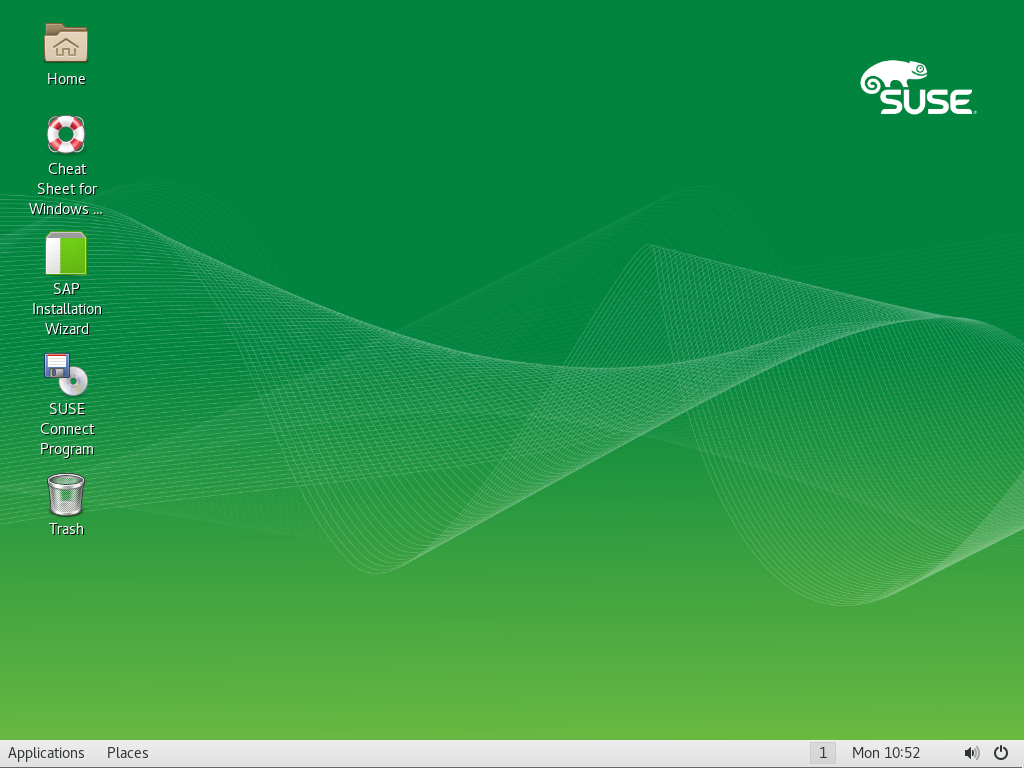 Home
SUSE
Cheat
Sheet for
Windows ...
SAP
Installation
Wizard
SUSE
Connect
Program
Trash
Applications Places 1 Mon 10:52